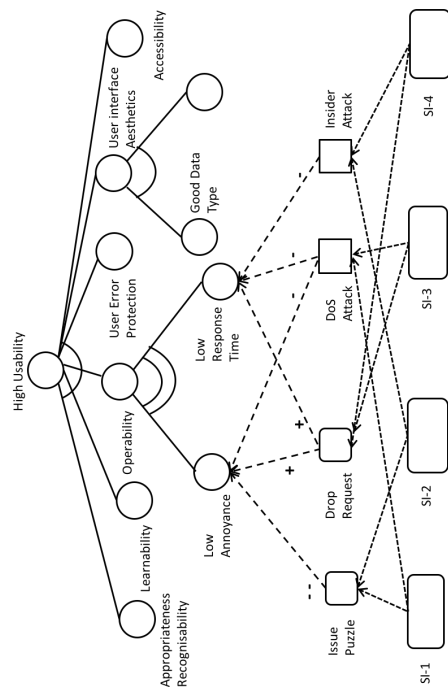 High Usability
Appropriateness
Recognisability
Learnability
Operability
User Error
Protection
User interface
Aesthetics
Accessibility
Low
Annoyance
Low
Response
Time
Good Data
Type
--
+
+
-
-
-
Issue
Puzzle
Drop
Request
DoS
Attack
Insider
Attack
SI-1
SI-2
SI-3
SI-4